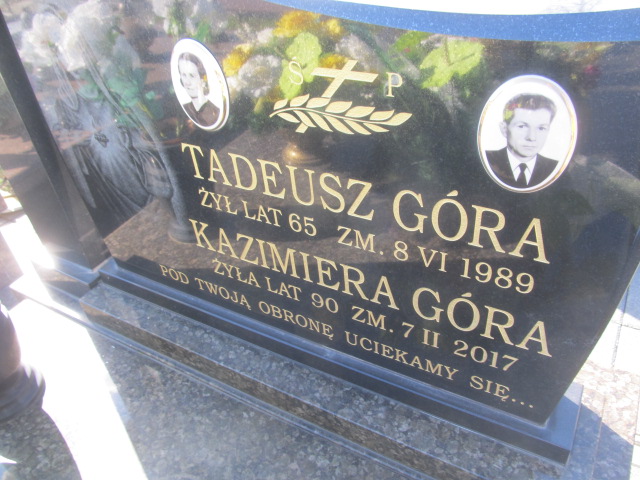 Ś P
TADEUSZ GÓRA
ŻYŁ LAT 65 ZM. 8 VI 1989
KAZIMIERA GÓRA
ŻYŁA LAT 90 ZM. 7 II 2017
POD TWOJĄ OBRONĘ UCIEKAMY SIĘ...